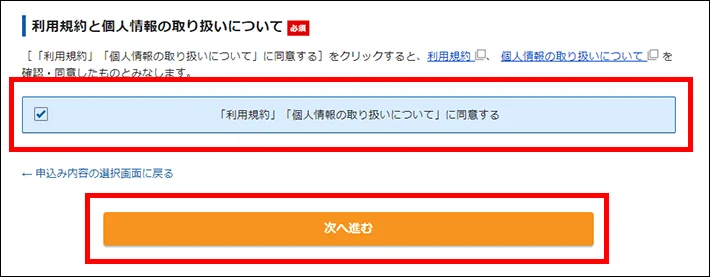 利用規約と個人情報の取り扱いについて 必須
［「利用規約」「個人情報の取り扱いについて」に同意する］をクリックすると、利用規約、 個人情報の取り扱いについて を
確認・同意したものとみなします。
「利用規約」「個人情報の取り扱いについて」に同意する
← 申込み内容の選択画面に戻る
次へ進む